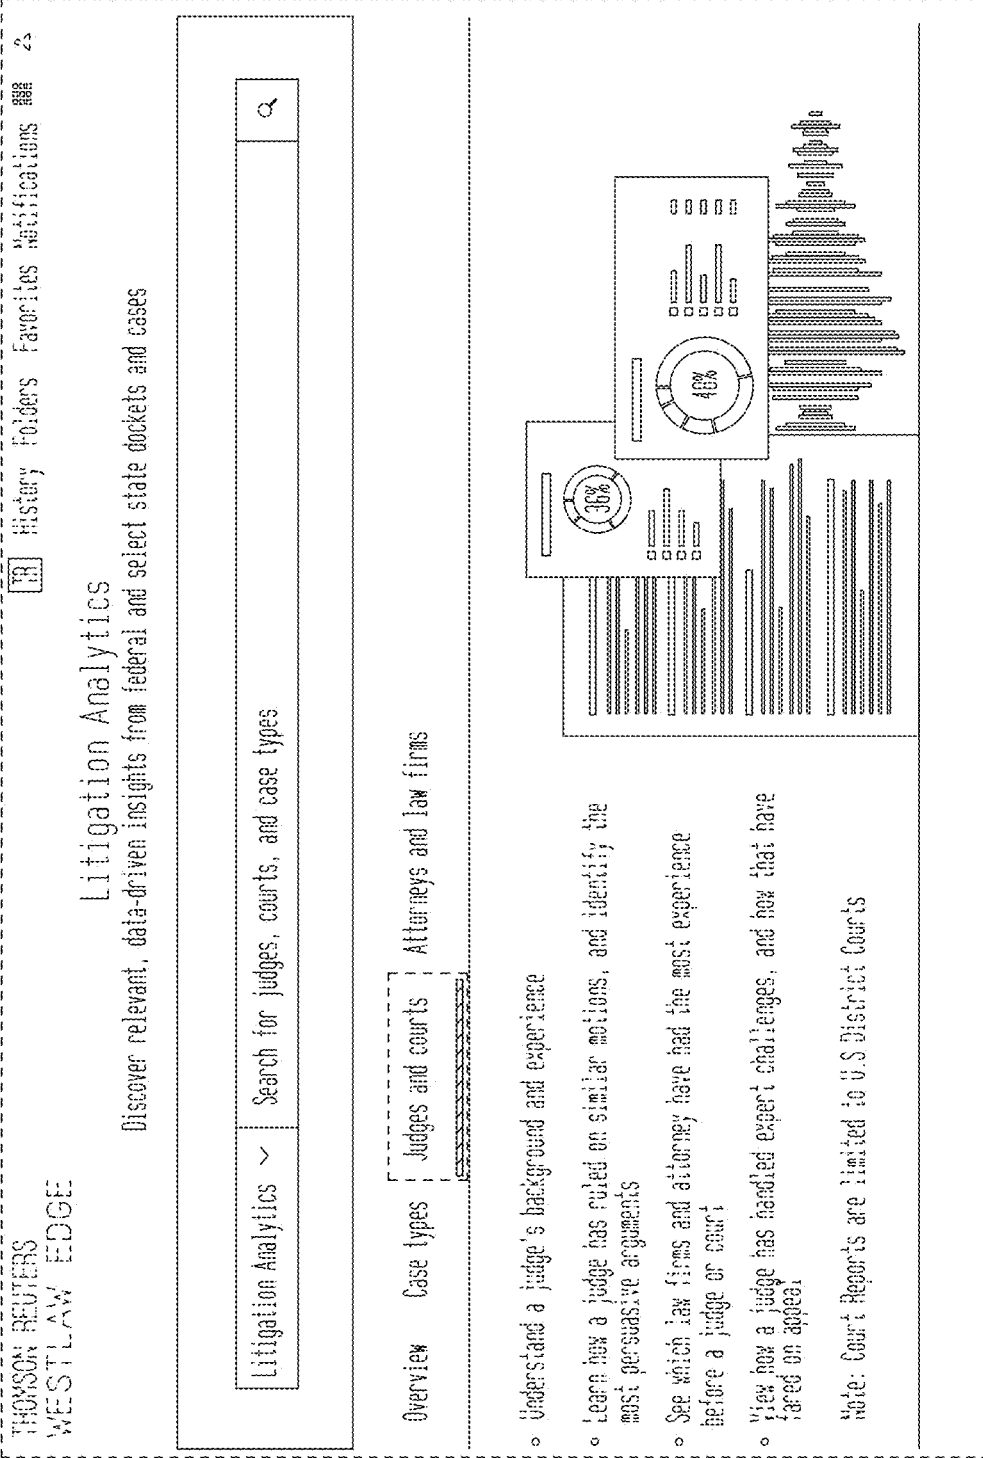 THOMSON REUTERS
WESTLAW EDGE
TR History Folders Favorites Notifications
Litigation Analytics
Discover relevant, data-driven insights from federal and select state dockets and cases
Litigation Analytics Search for judges, courts, and case types
Overview Case types Judges and courts Attorneys and law firms
Understand a judge's background and experience
Learn how a judge has ruled on similar motions, and identify the
most persuasive arguments
See which law firms and attorney have had the most experience
before a judge or court
View how a judge has handled expert challenges, and how that have
fared on appeal
Note: Court Reports are limited to U.S District Courts
36%
40%